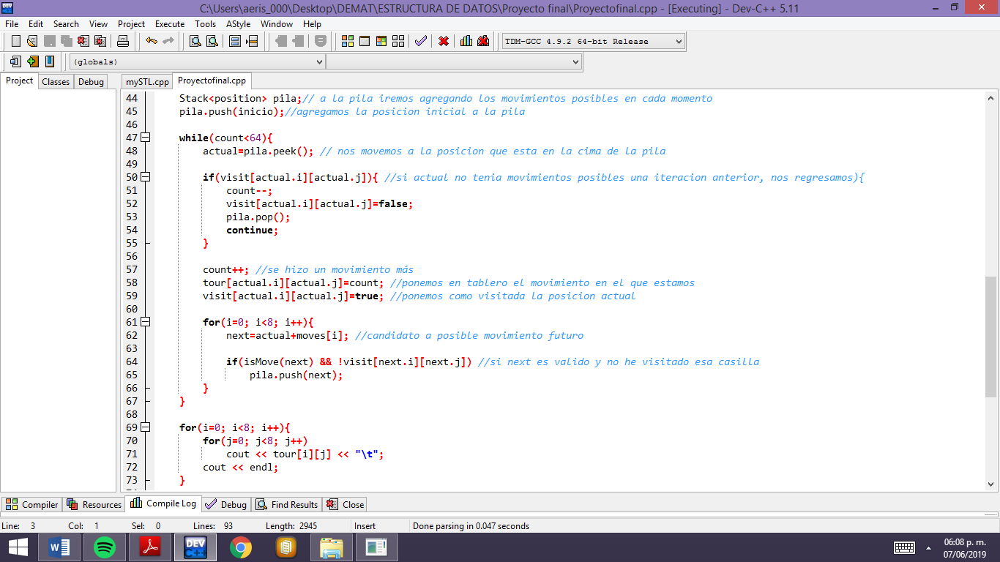 C:\Users\aeris_000\Desktop\DEMAT\ESTRUCTURA DE DATOS\Proyecto final\Proyectofinal.cpp - [Executing] - Dev-C++ 5.11
File Edit Search View Project Execute Tools AStyle Window Help
TDM-GCC 4.9.2 64-bit Release
(globals)
Project Classes Debug mySTL.cpp Proyectofinal.cpp
44 Stack<position> pila;// a la pila iremos agregando los movimientos posibles en cada momento
45 pila.push(inicio);//agregamos la posicion inicial a la pila
46
47 while(count<64){
48 actual=pila.peek(); // nos movemos a la posicion que esta en la cima de la pila
49
50 if(visit[actual.i][actual.j]){ //si actual no tenia movimientos posibles una iteracion anterior, nos regresamos){
51 count--;
52 visit[actual.i][actual.j]=false;
53 pila.pop();
54 continue;
55 }
56
57 count++; //se hizo un movimiento más
58 tour[actual.i][actual.j]=count; //ponemos en tablero el movimiento en el que estamos
59 visit[actual.i][actual.j]=true; //ponemos como visitada la posicion actual
60
61 for(i=0; i<8; i++){
62 next=actual+moves[i]; //candidato a posible movimiento futuro
63
64 if(isMove(next) && !visit[next.i][next.j]) //si next es valido y no he visitado esa casilla
65 pila.push(next);
66 }
67 }
68
69 for(i=0; i<8; i++){
70 for(j=0; j<8; j++)
71 cout << tour[i][j] << "\t";
72 cout << endl;
73 }
Compiler Resources Compile Log Debug Find Results Close
Line: 3 Col: 1 Sel: 0 Lines: 93 Length: 2945 Insert Done parsing in 0.047 seconds
DEV C++
06:08 p. m.
07/06/2019